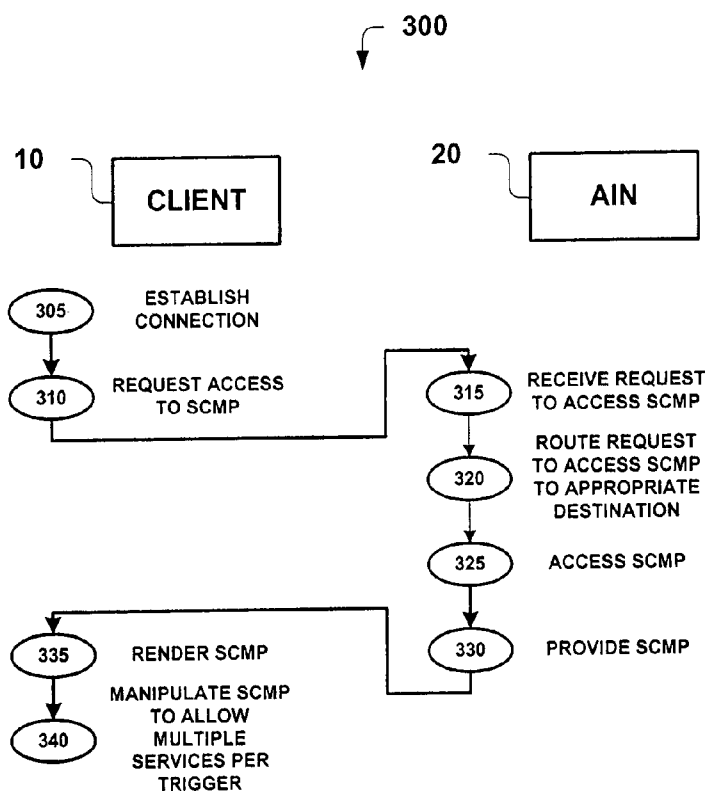 300
10
CLIENT
20
AIN
305
ESTABLISH
CONNECTION
310
REQUEST ACCESS
TO SCMP
315
RECEIVE REQUEST
TO ACCESS SCMP
320
ROUTE REQUEST
TO ACCESS SCMP
TO APPROPRIATE
DESTINATION
325
ACCESS SCMP
330
PROVIDE SCMP
335
RENDER SCMP
340
MANIPULATE SCMP
TO ALLOW
MULTIPLE
SERVICES PER
TRIGGER